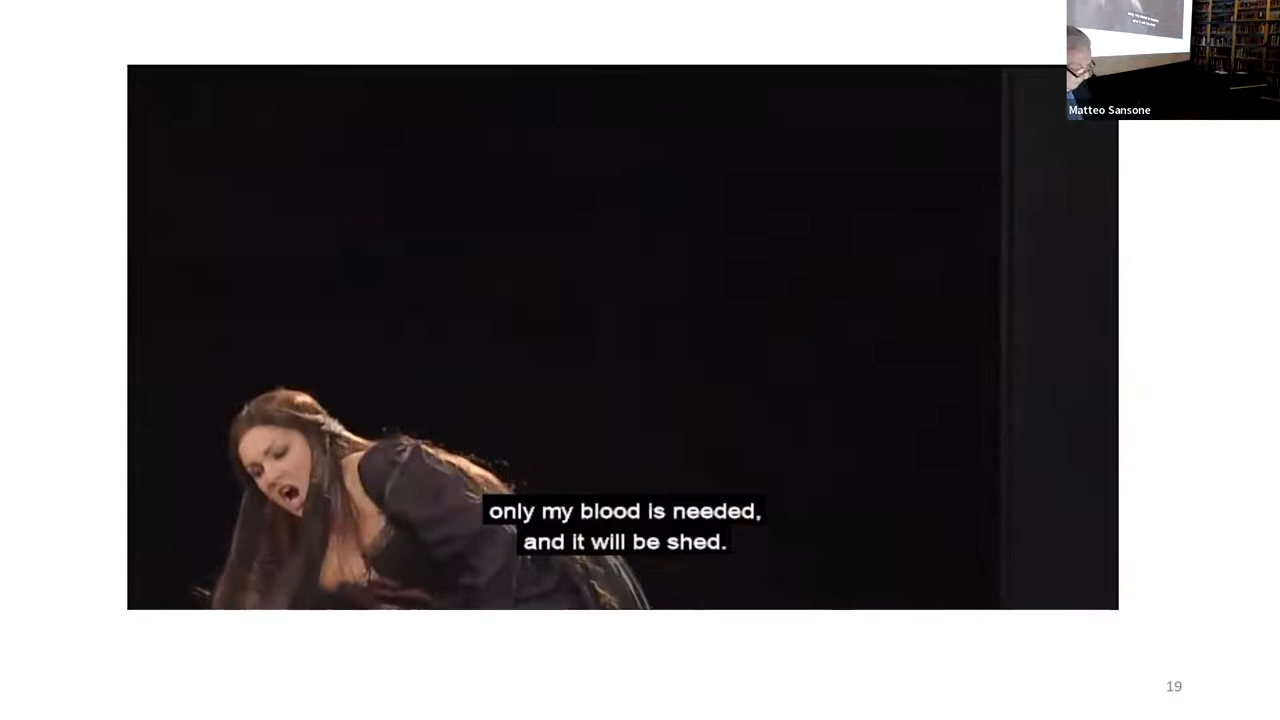 only my blood is needed,
and it will be shed.
Matteo Sansone
19